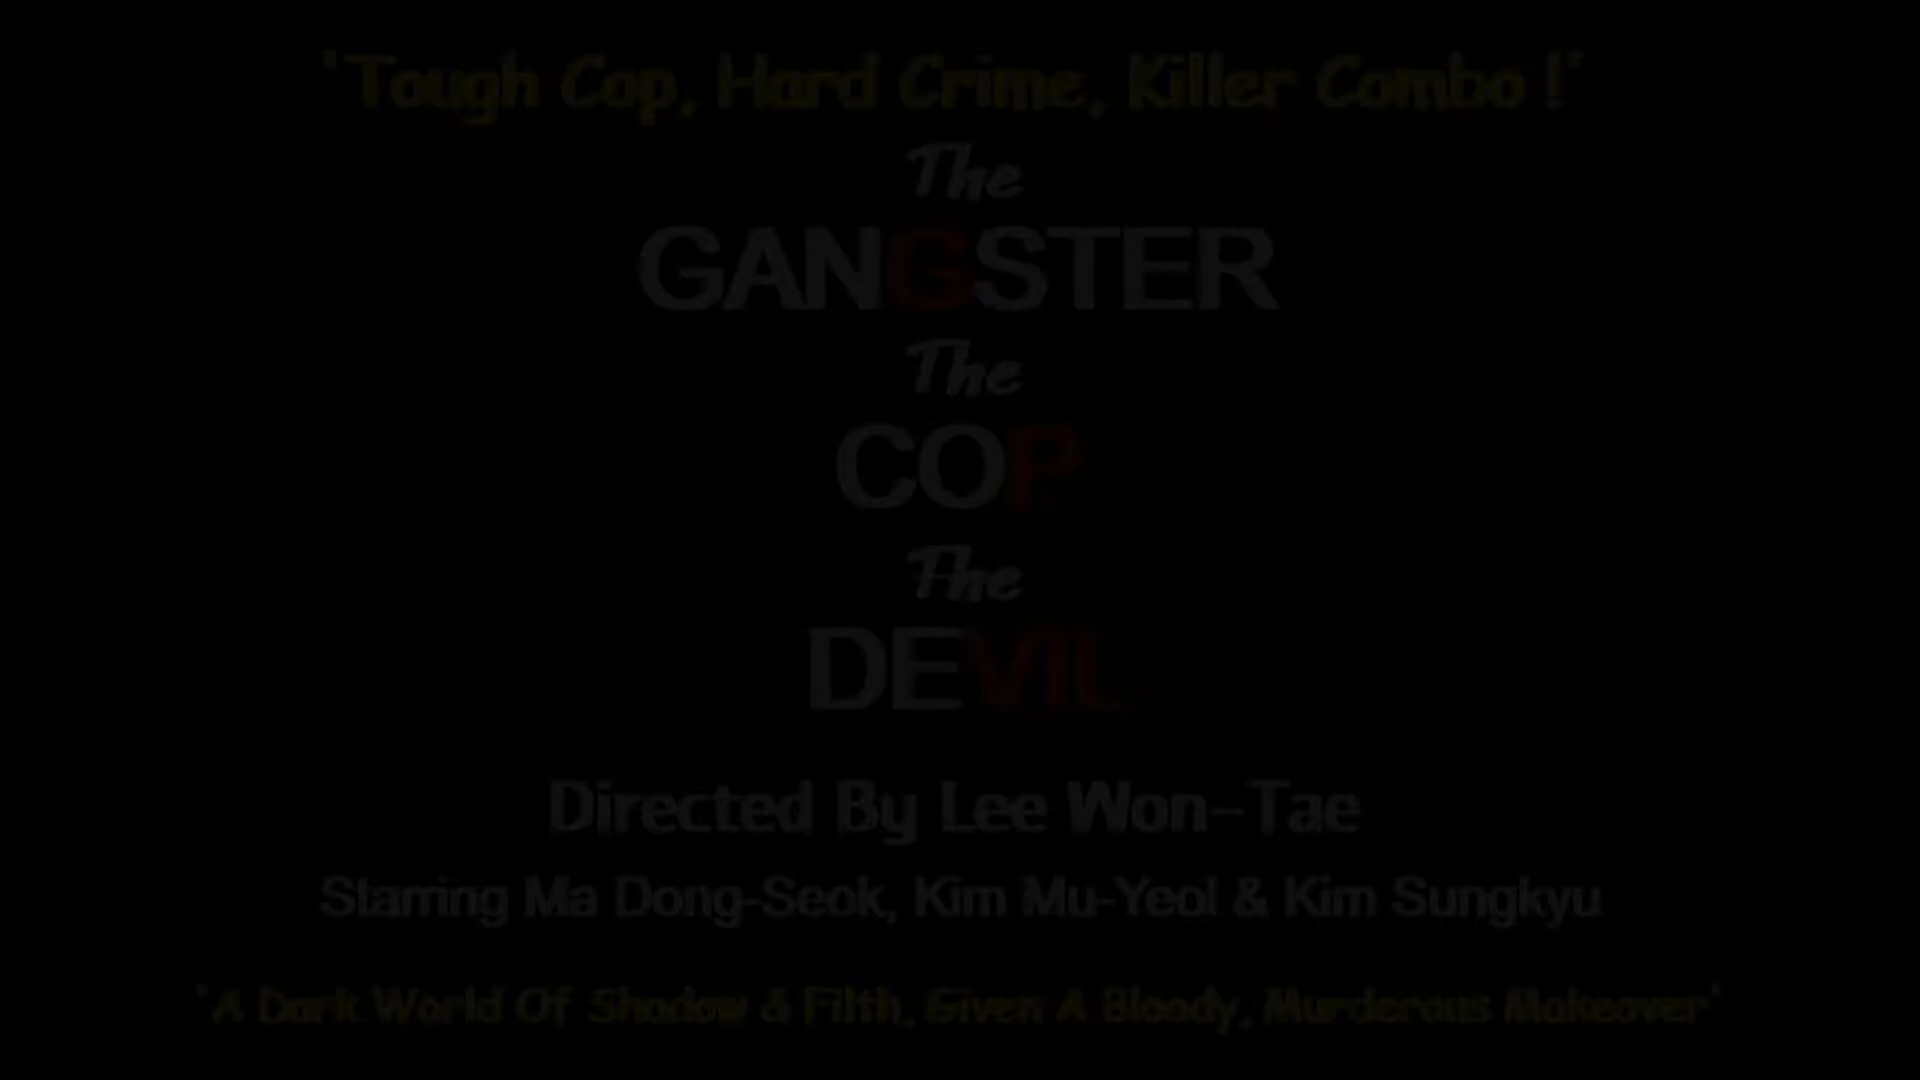 "Tough Cop, Hard Crime, Killer Combo !"
The
GANGSTER
The
COP
The
DEVIL
Directed By Lee Won-Tae
Starring Ma Dong-Seok, Kim Mu-Yeol & Kim Sungkyu
"A Dark World Of Shadow & Filth, Given A Bloody, Murderous Makeover"